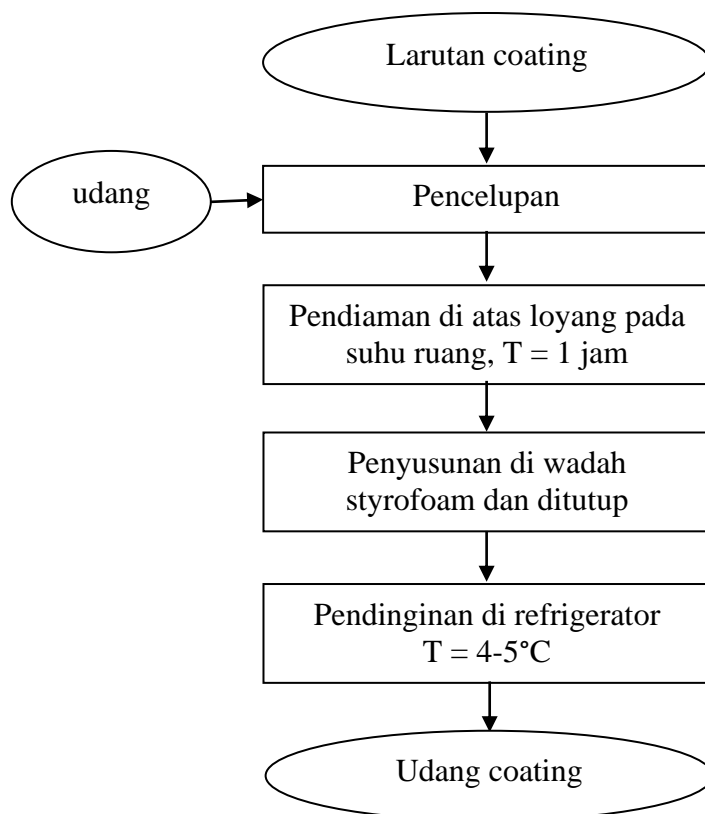 Larutan coating
udang
Pencelupan
Pendiaman di atas loyang pada
suhu ruang, T = 1 jam
Penyusunan di wadah
styrofoam dan ditutup
Pendinginan di refrigerator
T = 4-5°C
Udang coating